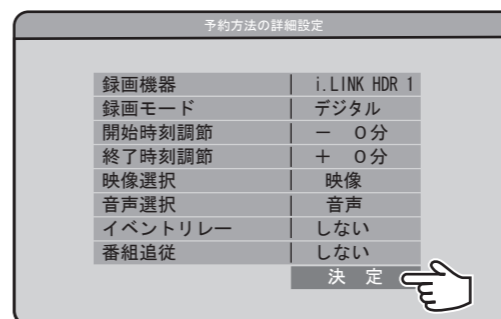 予約方法の詳細設定
録画機器 i.LINK HDR 1
録画モード デジタル
開始時刻調節 － 0分
終了時刻調節 ＋ 0分
映像選択 映像
音声選択 音声
イベントリレー しない
番組追従 しない
決 定